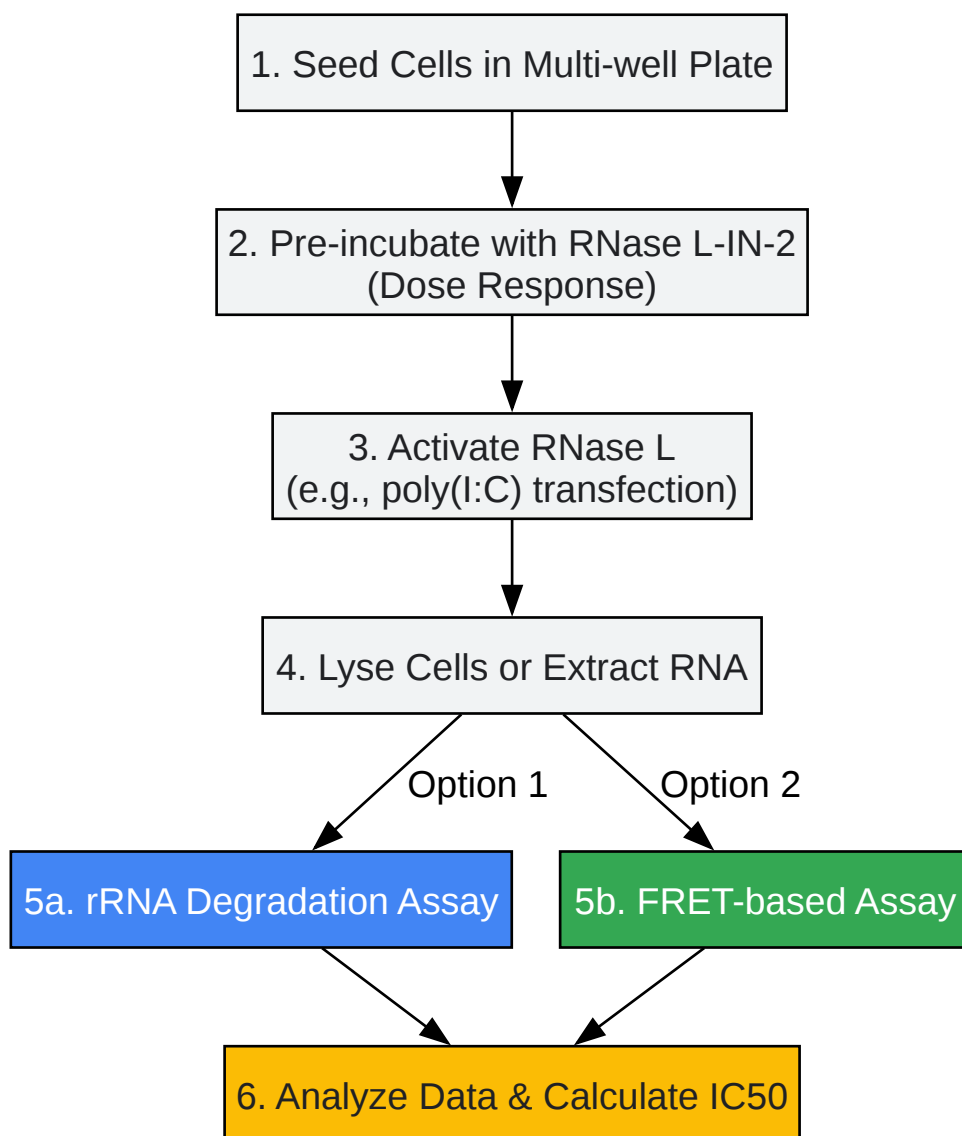 1. Seed Cells in Multi-well Plate
2. Pre-incubate with RNase L-IN-2
(Dose Response)
3. Activate RNase L
(e.g., poly(I:C) transfection)
4. Lyse Cells or Extract RNA
Option 1
Option 2
5a. rRNA Degradation Assay
5b. FRET-based Assay
6. Analyze Data & Calculate IC50